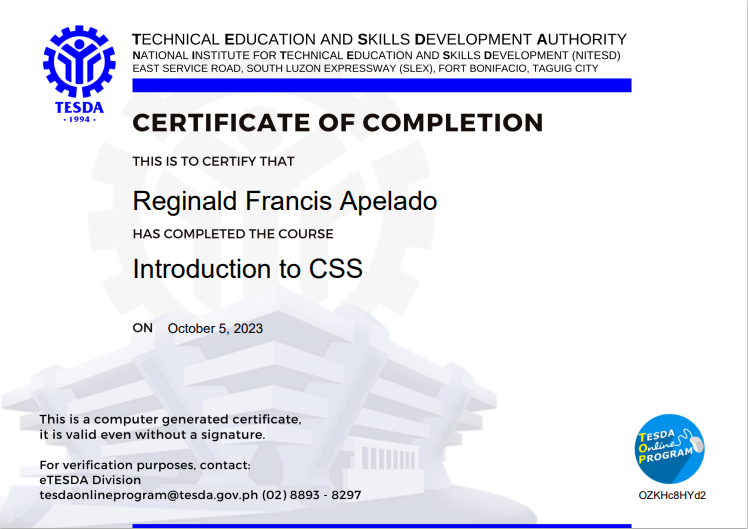 TECHNICAL EDUCATION AND SKILLS DEVELOPMENT AUTHORITY
NATIONAL INSTITUTE FOR TECHNICAL EDUCATION AND SKILLS DEVELOPMENT (NITESD)
EAST SERVICE ROAD, SOUTH LUZON EXPRESSWAY (SLEX), FORT BONIFACIO, TAGUIG CITY
TESDA
· 1994 ·
CERTIFICATE OF COMPLETION
THIS IS TO CERTIFY THAT
Reginald Francis Apelado
HAS COMPLETED THE COURSE
Introduction to CSS
ON October 5, 2023
This is a computer generated certificate,
it is valid even without a signature.
For verification purposes, contact:
eTESDA Division
tesdaonlineprogram@tesda.gov.ph (02) 8893 - 8297
TESDA
Online
PROGRAM
OZKHc8HYd2